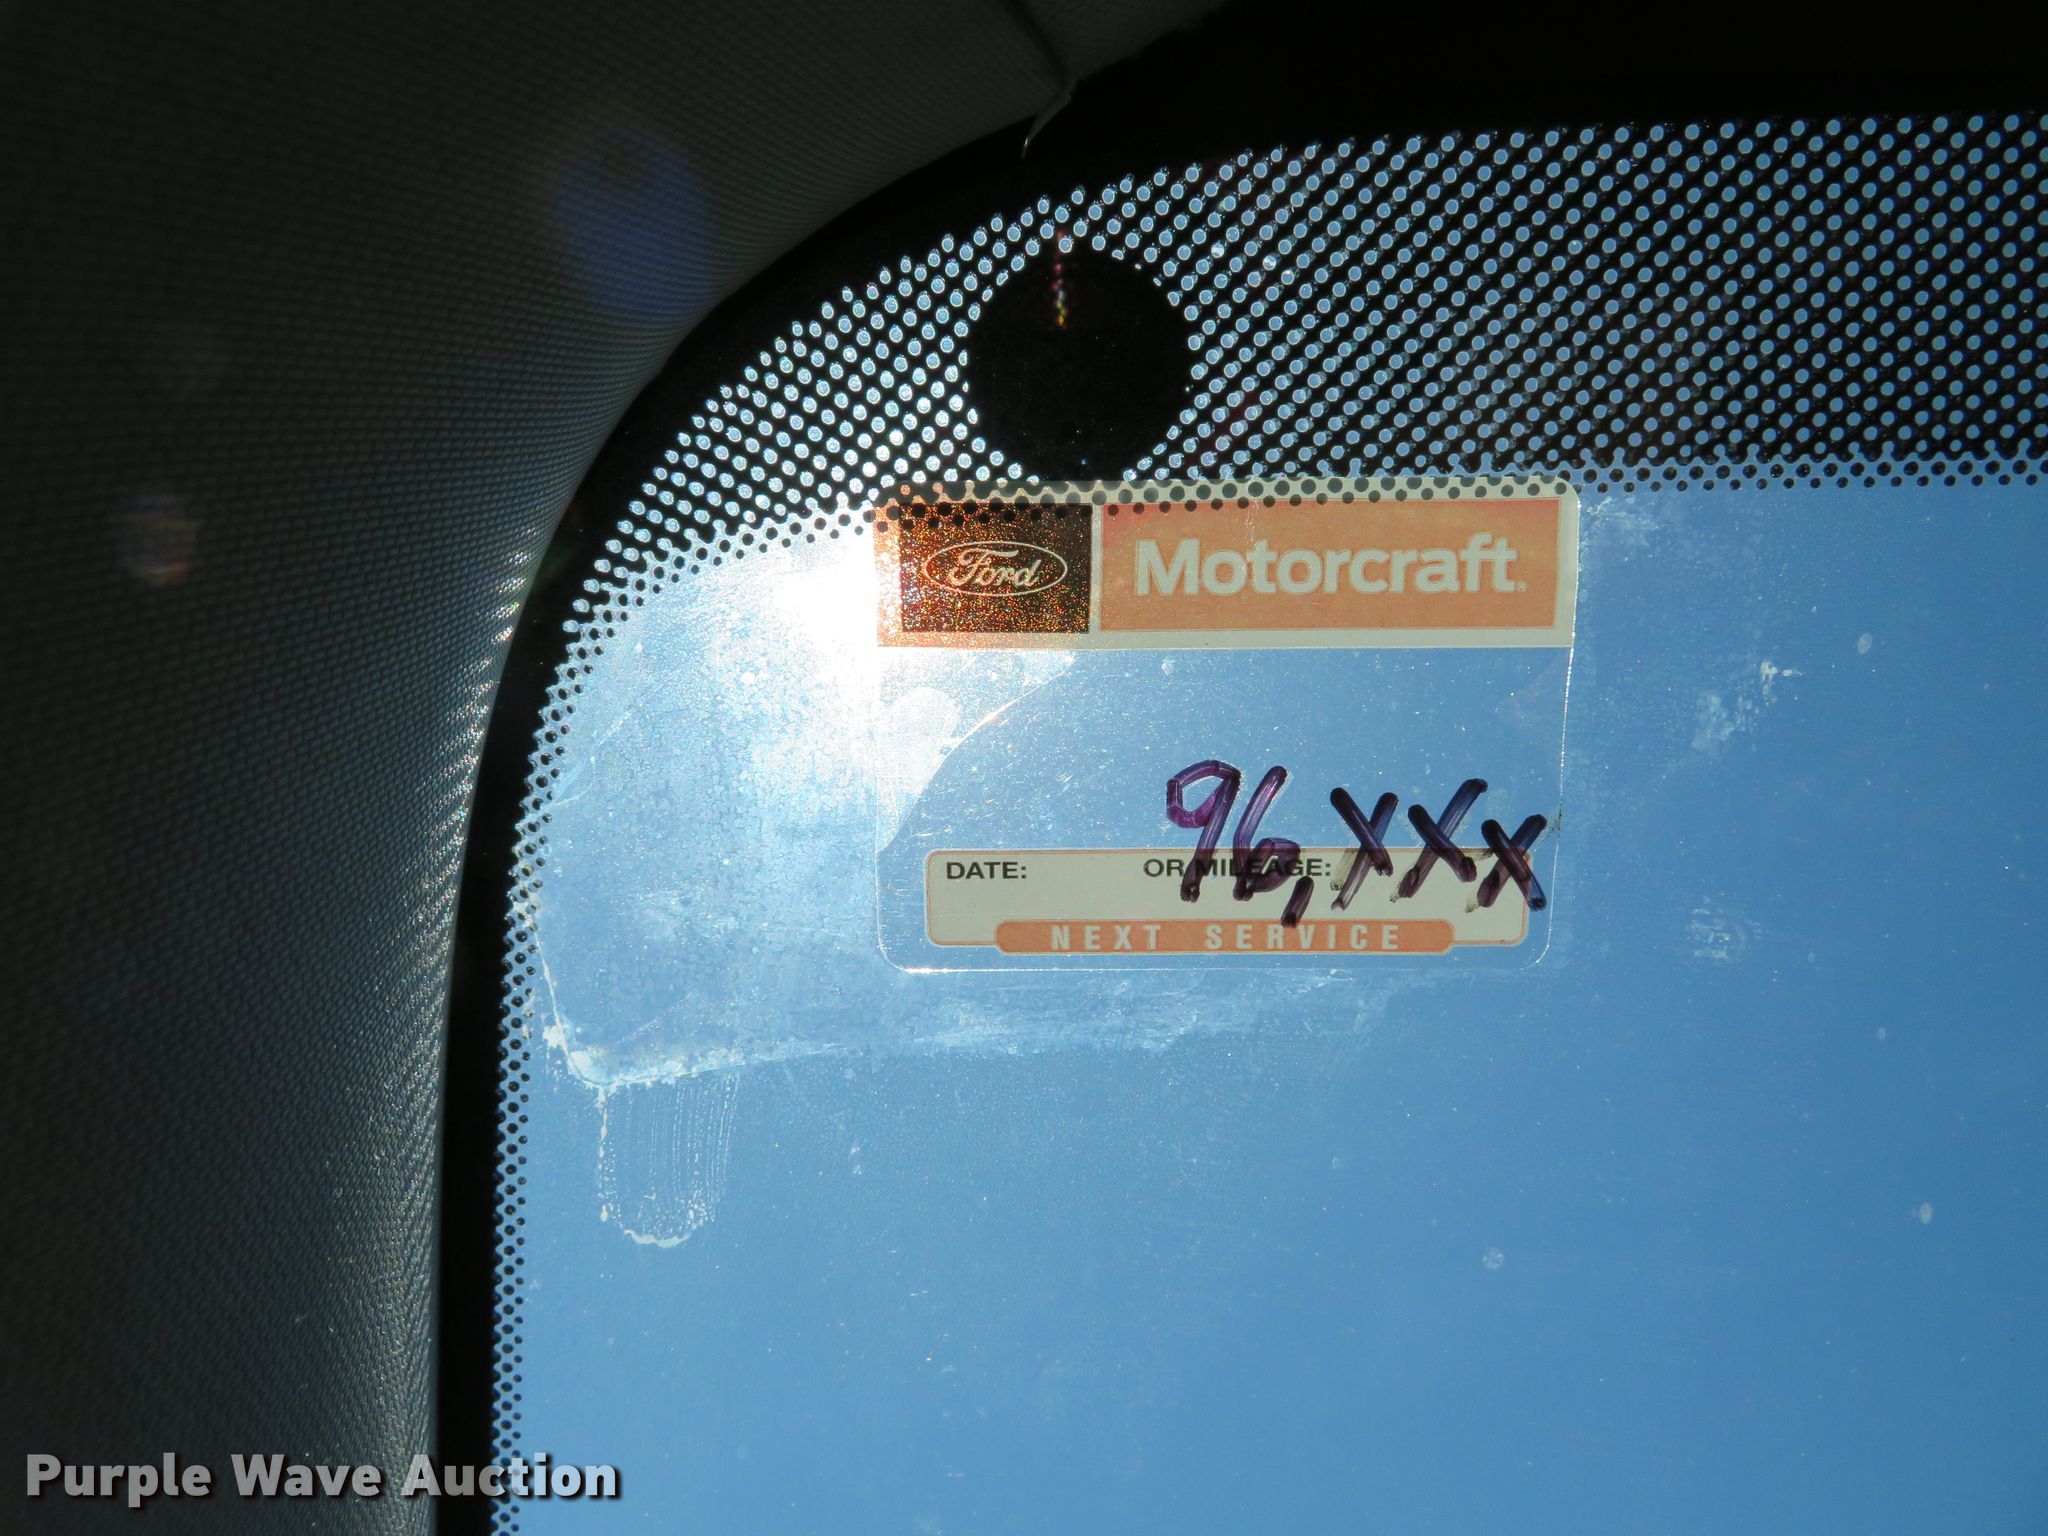 Ford Motorcraft®
96,XXX
DATE: OR MILEAGE:
NEXT SERVICE
Purple Wave Auction